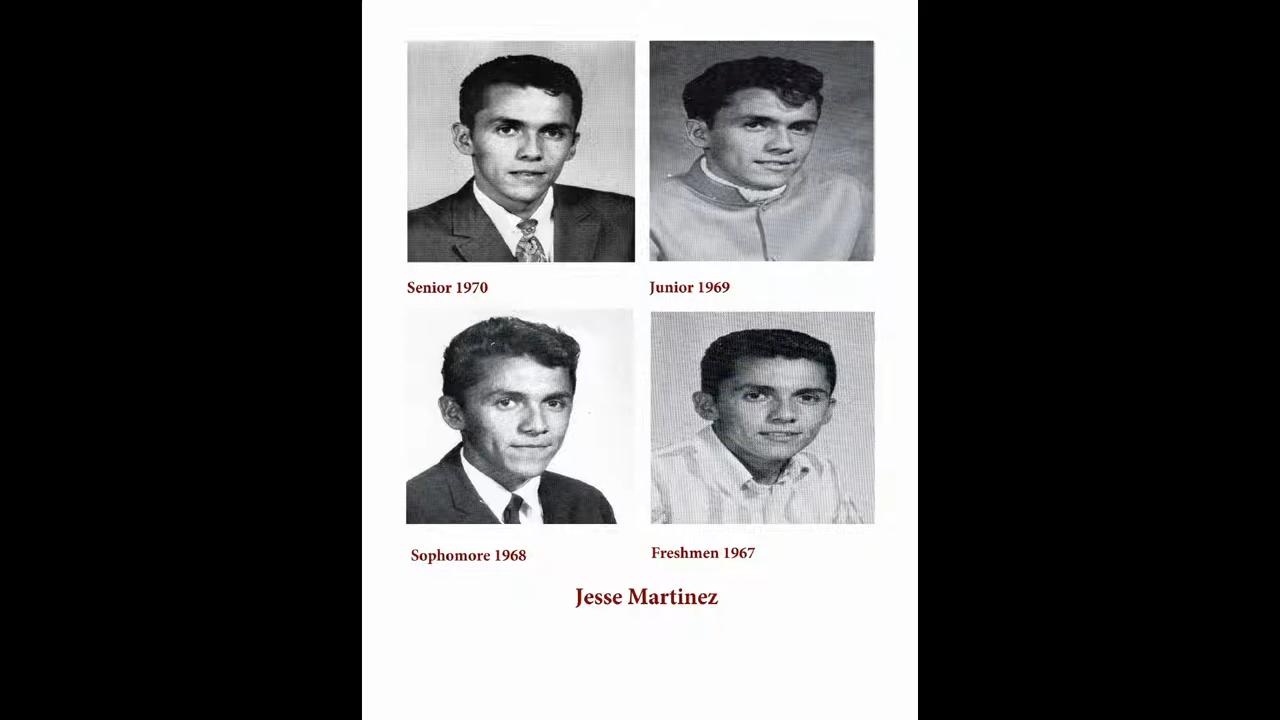 Senior 1970
Junior 1969
Sophomore 1968
Freshmen 1967
Jesse Martinez